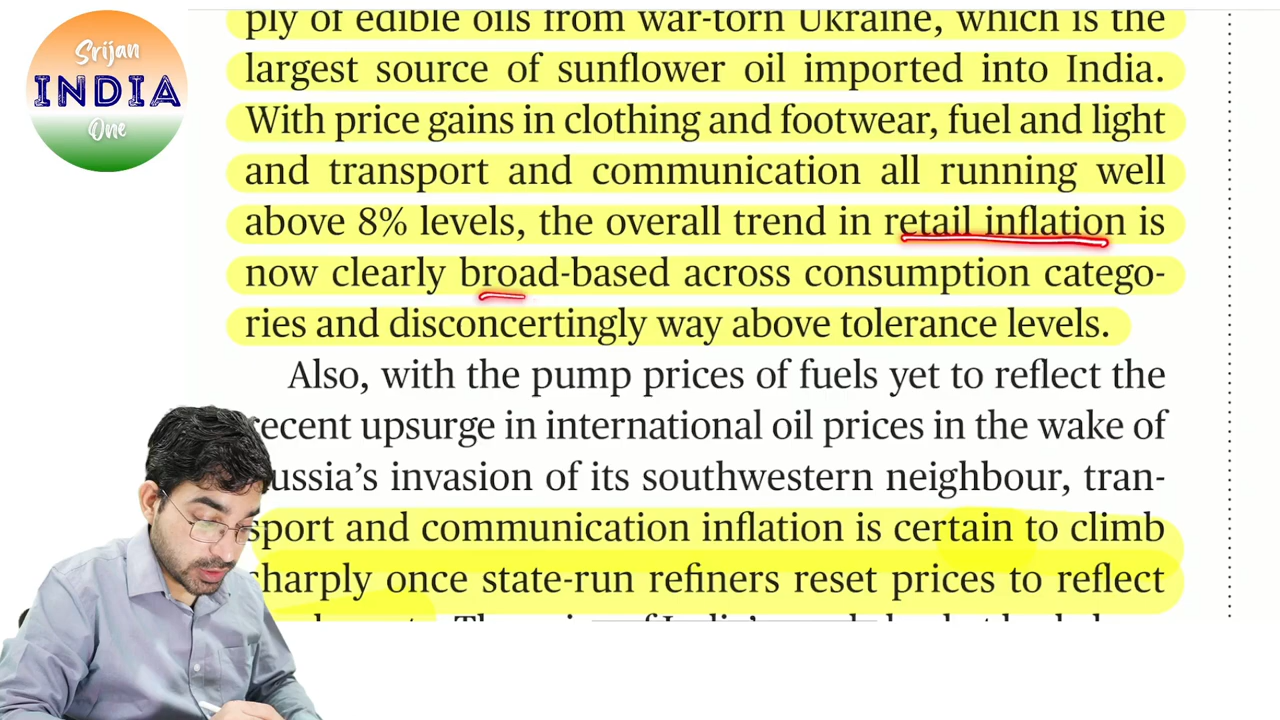 Srijan
INDIA
One
ply of edible oils from war-torn Ukraine, which is the
largest source of sunflower oil imported into India.
With price gains in clothing and footwear, fuel and light
and transport and communication all running well
above 8% levels, the overall trend in retail inflation is
now clearly broad-based across consumption catego-
ries and disconcertingly way above tolerance levels.
Also, with the pump prices of fuels yet to reflect the
recent upsurge in international oil prices in the wake of
ussia's invasion of its southwestern neighbour, tran-
sport and communication inflation is certain to climb
sharply once state-run refiners reset prices to reflect